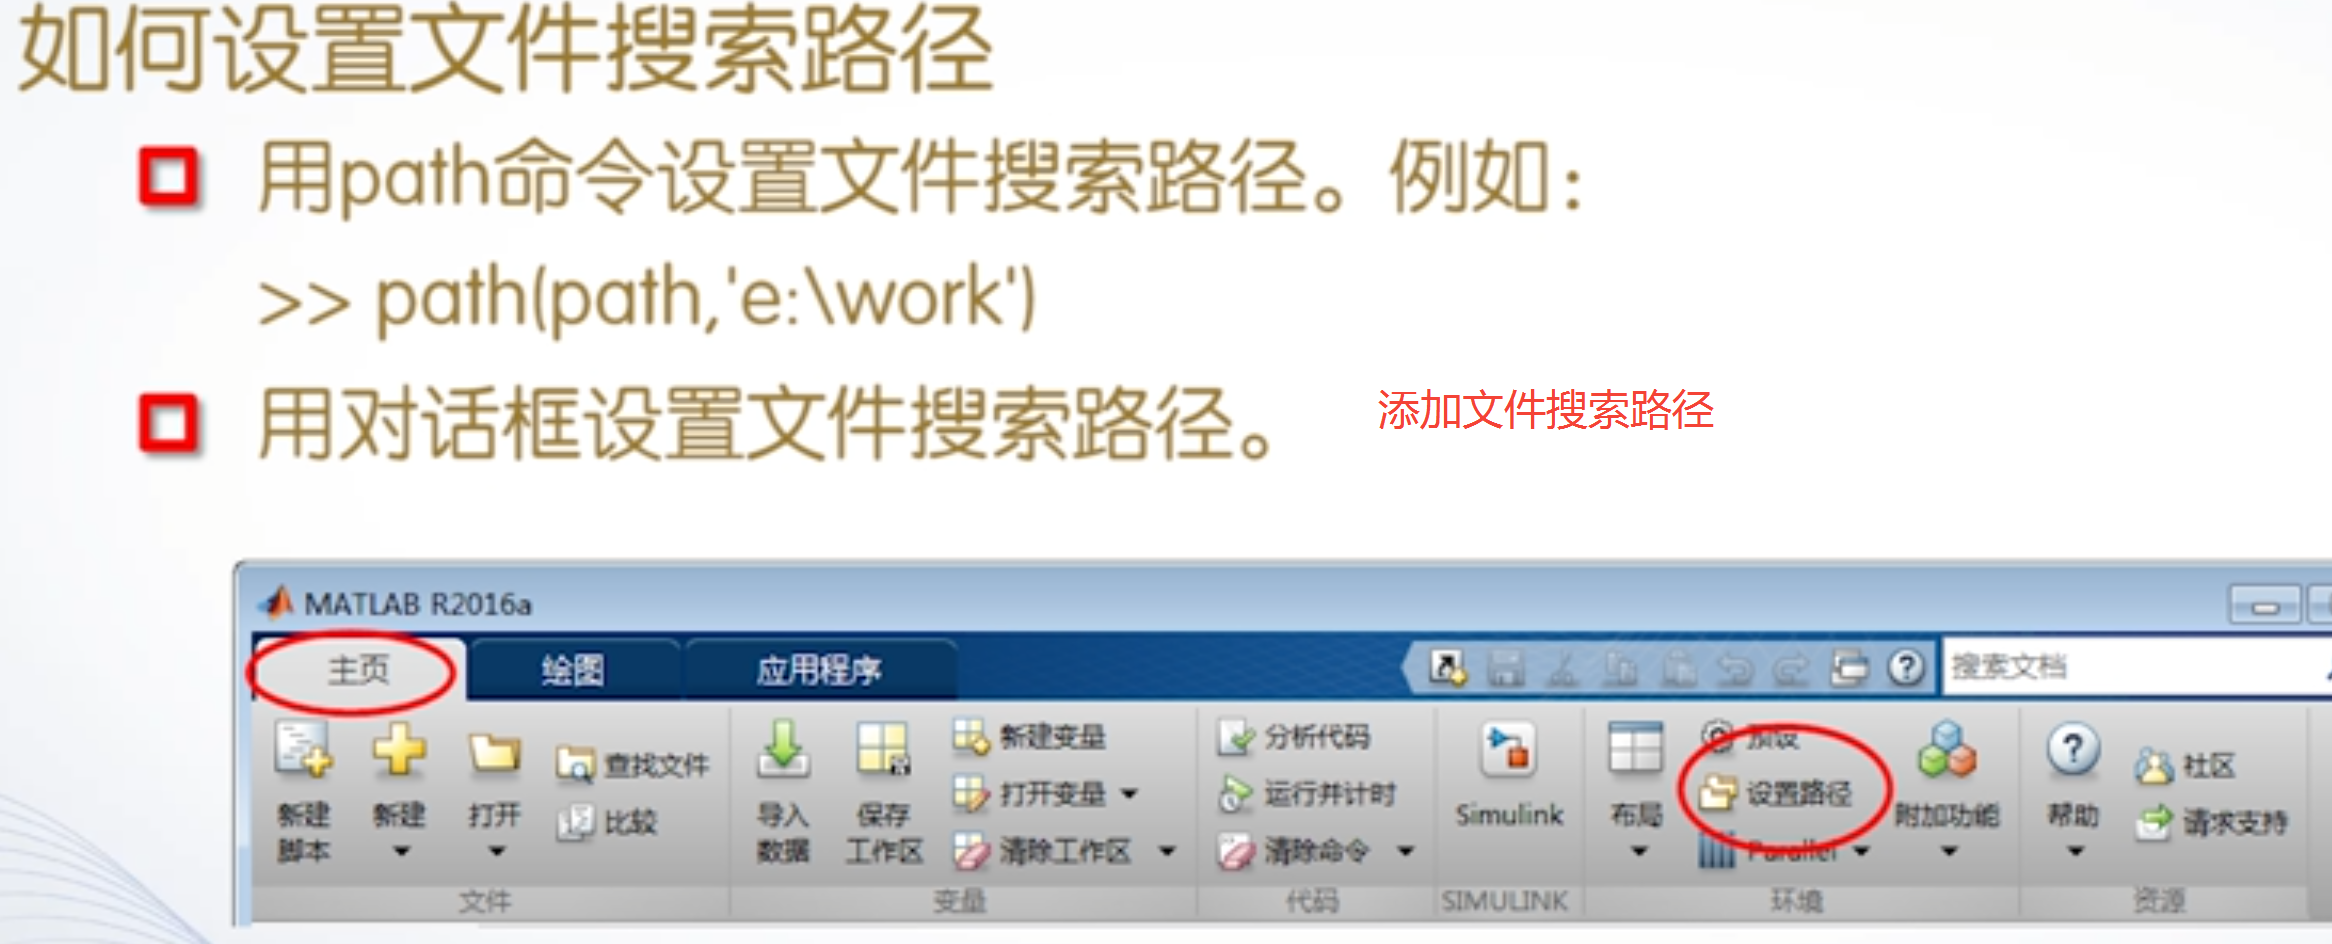 如何设置文件搜索路径
用path命令设置文件搜索路径。例如：
>> path(path,'e:\work')
用对话框设置文件搜索路径。
添加文件搜索路径
MATLAB R2016a
主页 绘图 应用程序
搜索文档
新建脚本
新建
打开
查找文件
比较
文件
导入数据
保存工作区
新建变量
打开变量
清除工作区
变量
分析代码
运行并计时
清除命令
代码
Simulink
SIMULINK
布局
预设
设置路径
Parallel
附加功能
环境
帮助
社区
请求支持
资源